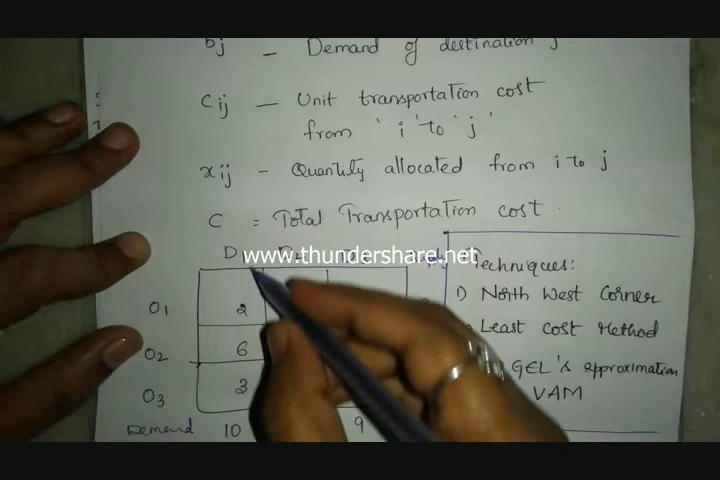 bj - Demand of destination j
Cij - Unit transportation cost
from 'i' to 'j'
xij - Quantity allocated from i to j
C = Total Transportation cost.
www.thundershare.net
D
Techniques:
1) North West Corner
Least cost Method
GEL's approximation
VAM
O1 2
O2 6
O3
Demand 10 9